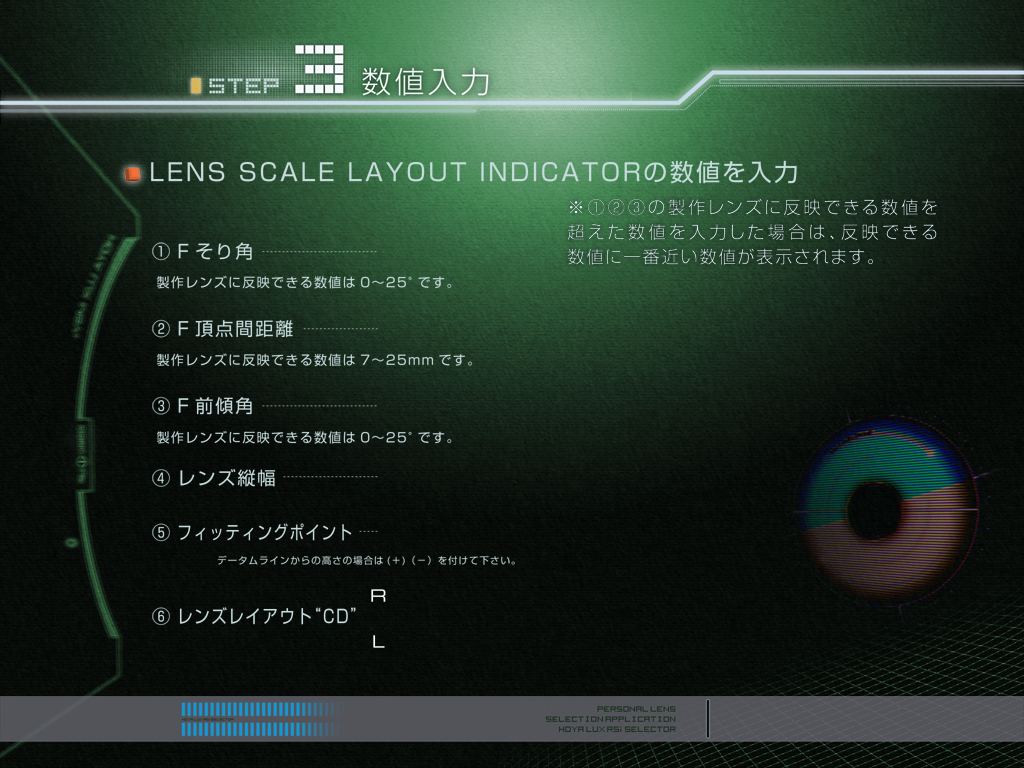 STEP 3 数値入力
LENS SCALE LAYOUT INDICATORの数値を入力
※①②③の製作レンズに反映できる数値を
超えた数値を入力した場合は、反映できる
数値に一番近い数値が表示されます。
① F そり角
製作レンズに反映できる数値は 0〜25° です。
② F 頂点間距離
製作レンズに反映できる数値は 7〜25mm です。
③ F 前傾角
製作レンズに反映できる数値は 0〜25° です。
④ レンズ縦幅
⑤ フィッティングポイント
データムラインからの高さの場合は (+) (−) を付けて下さい。
R
⑥ レンズレイアウト“CD”
L
PERSONAL LENS
SELECTION APPLICATION
HOYA LUX RSi SELECTOR